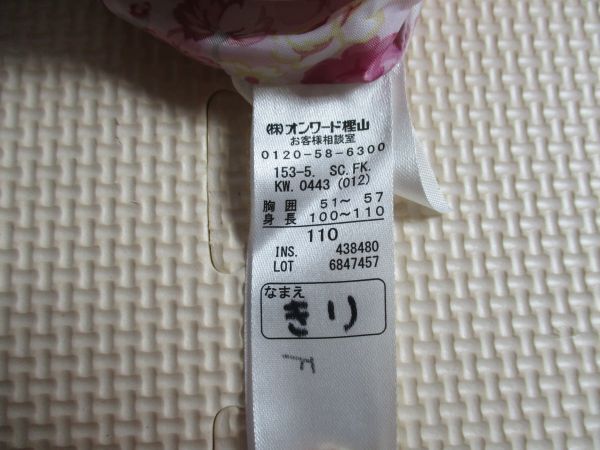 (株)オンワード樫山
お客様相談室
0120-58-6300
153-5. SC.FK.
KW.0443 (012)
胸囲 51~ 57
身長 100~110
110
INS. 438480
LOT 6847457
なまえ
きり